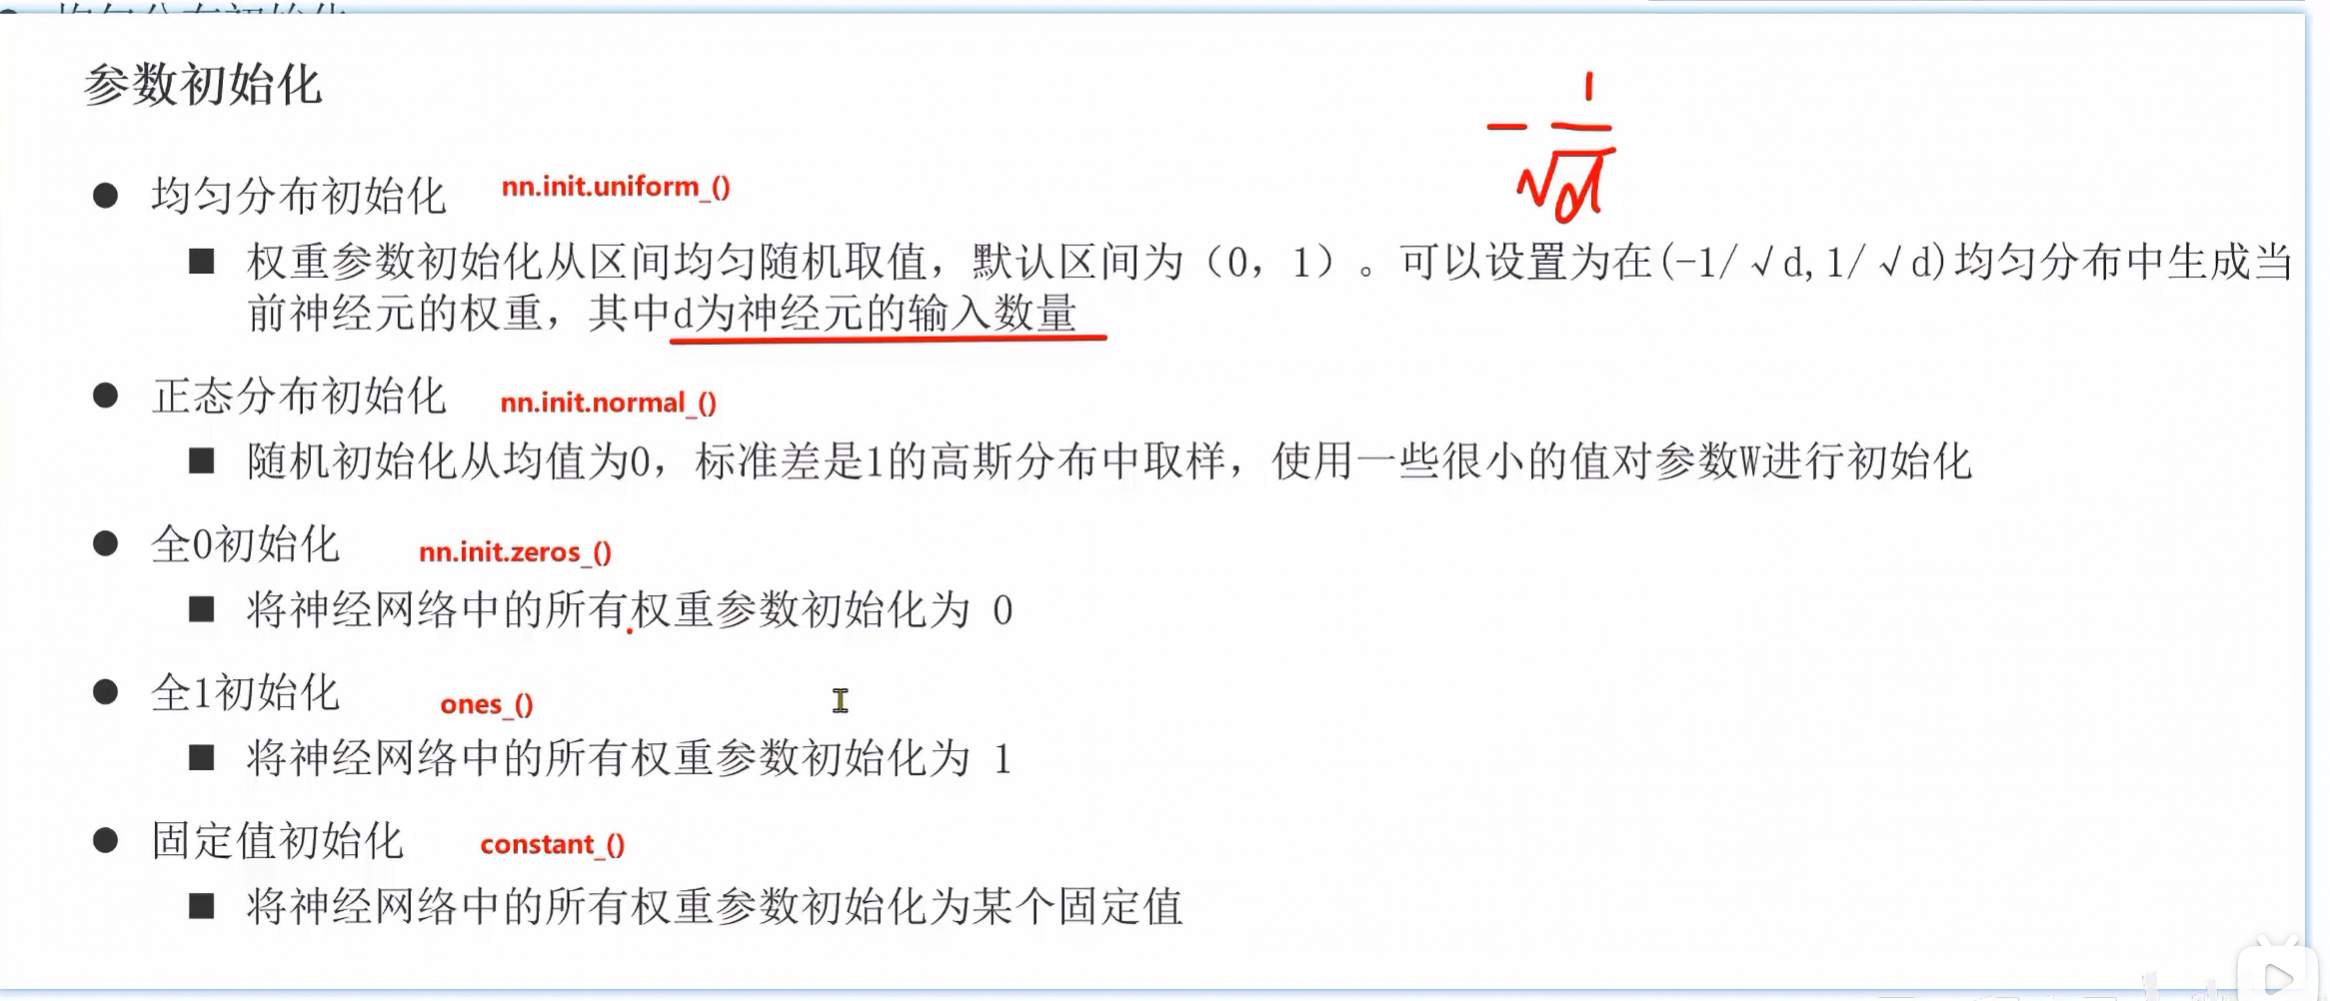 参数初始化
- 1
√d
● 均匀分布初始化 nn.init.uniform_()
■ 权重参数初始化从区间均匀随机取值，默认区间为（0，1）。可以设置为在(-1/√d,1/√d)均匀分布中生成当
前神经元的权重，其中d为神经元的输入数量
● 正态分布初始化 nn.init.normal_()
■ 随机初始化从均值为0，标准差是1的高斯分布中取样，使用一些很小的值对参数W进行初始化
● 全0初始化 nn.init.zeros_()
■ 将神经网络中的所有权重参数初始化为 0
● 全1初始化 ones_()
■ 将神经网络中的所有权重参数初始化为 1
● 固定值初始化 constant_()
■ 将神经网络中的所有权重参数初始化为某个固定值